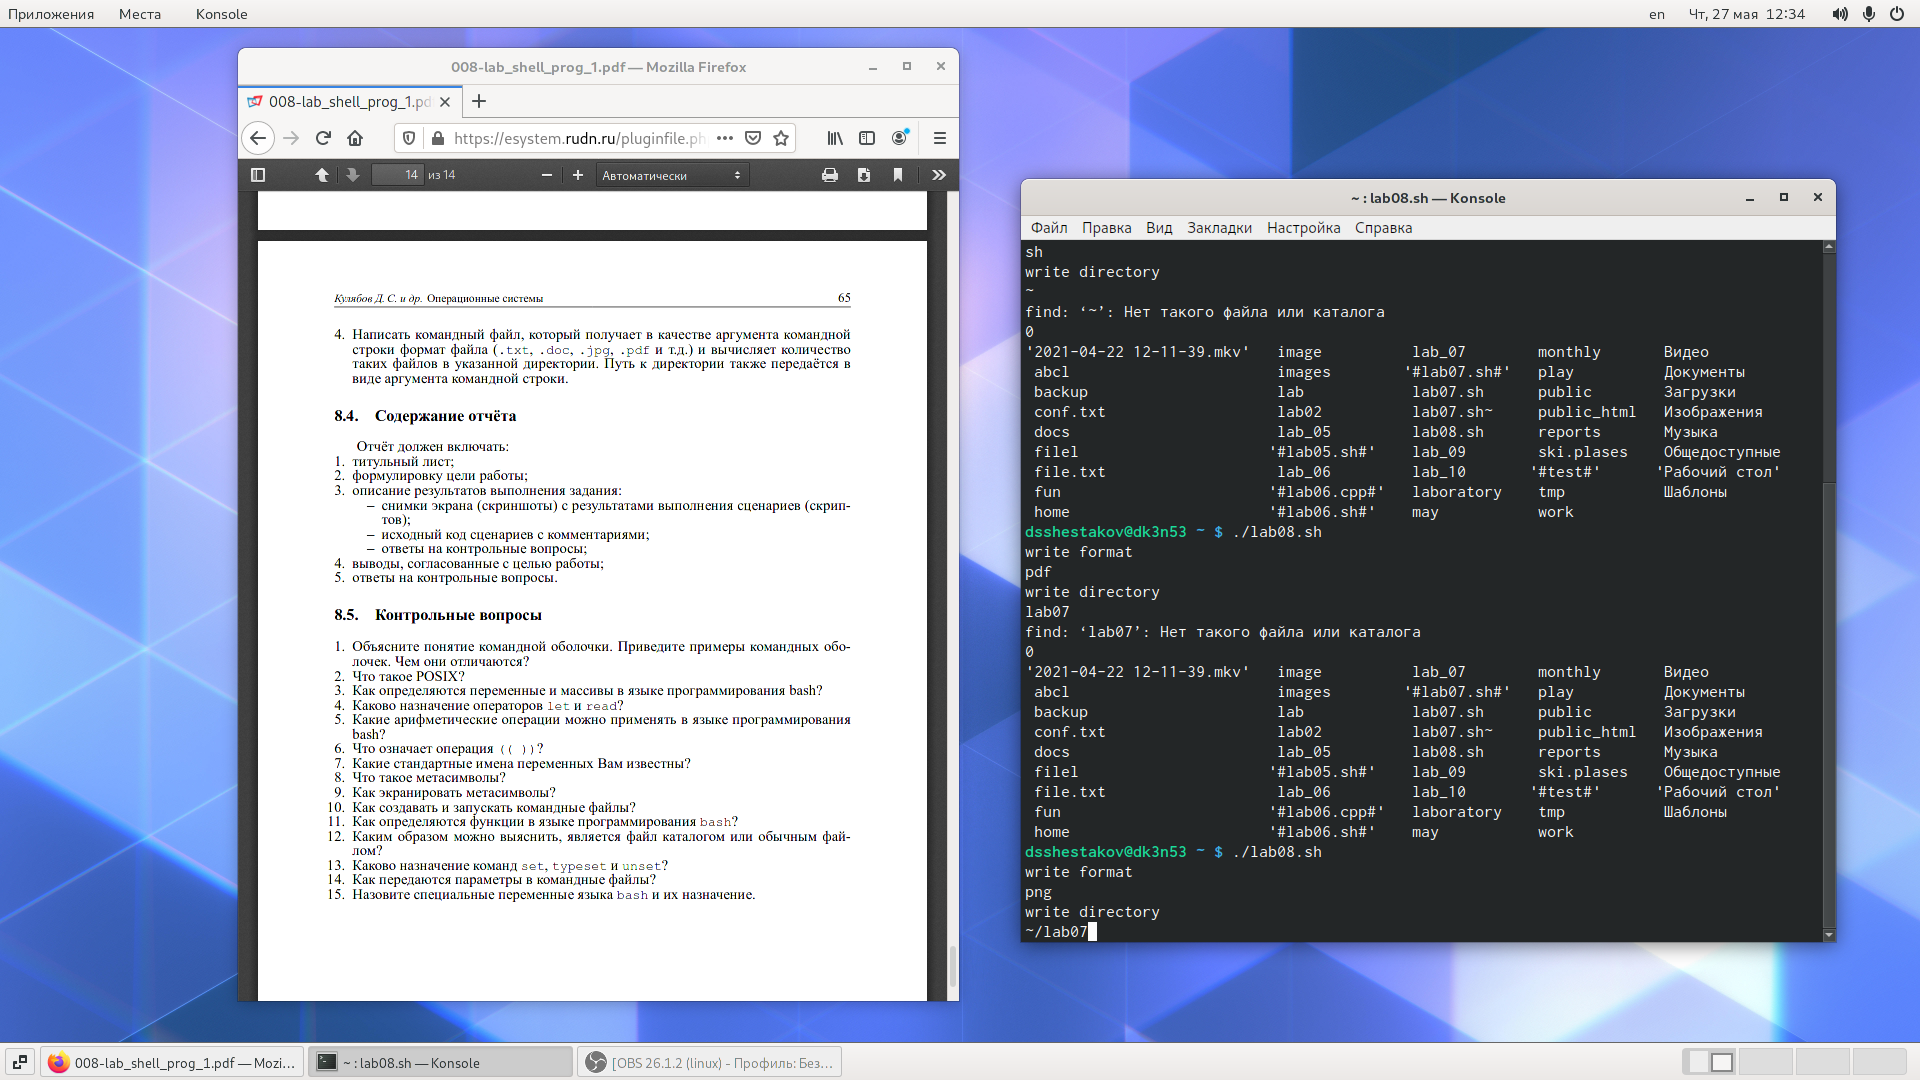 Приложения Места Konsole en Чт, 27 мая 12:34
008-lab_shell_prog_1.pdf — Mozilla Firefox
008-lab_shell_prog_1.pd
https://esystem.rudn.ru/pluginfile.ph
14 из 14 Автоматически
Кулябов Д. С. и др. Операционные системы 65
4. Написать командный файл, который получает в качестве аргумента командной
строки формат файла (.txt, .doc, .jpg, .pdf и т.д.) и вычисляет количество
таких файлов в указанной директории. Путь к директории также передаётся в
виде аргумента командной строки.
8.4. Содержание отчёта
Отчёт должен включать:
1. титульный лист;
2. формулировку цели работы;
3. описание результатов выполнения задания:
– снимки экрана (скриншоты) с результатами выполнения сценариев (скрип-
тов);
– исходный код сценариев с комментариями;
– ответы на контрольные вопросы;
4. выводы, согласованные с целью работы;
5. ответы на контрольные вопросы.
8.5. Контрольные вопросы
1. Объясните понятие командной оболочки. Приведите примеры командных обо-
лочек. Чем они отличаются?
2. Что такое POSIX?
3. Как определяются переменные и массивы в языке программирования bash?
4. Каково назначение операторов let и read?
5. Какие арифметические операции можно применять в языке программирования
bash?
6. Что означает операция (( ))?
7. Какие стандартные имена переменных Вам известны?
8. Что такое метасимволы?
9. Как экранировать метасимволы?
10. Как создавать и запускать командные файлы?
11. Как определяются функции в языке программирования bash?
12. Каким образом можно выяснить, является файл каталогом или обычным фай-
лом?
13. Каково назначение команд set, typeset и unset?
14. Как передаются параметры в командные файлы?
15. Назовите специальные переменные языка bash и их назначение.
~ : lab08.sh — Konsole
Файл Правка Вид Закладки Настройка Справка
sh
write directory
~
find: ‘~’: Нет такого файла или каталога
0
'2021-04-22 12-11-39.mkv' image lab_07 monthly Видео
abcl images '#lab07.sh#' play Документы
backup lab lab07.sh public Загрузки
conf.txt lab02 lab07.sh~ public_html Изображения
docs lab_05 lab08.sh reports Музыка
filel '#lab05.sh#' lab_09 ski.plases Общедоступные
file.txt lab_06 lab_10 '#test#' 'Рабочий стол'
fun '#lab06.cpp#' laboratory tmp Шаблоны
home '#lab06.sh#' may work
dsshestakov@dk3n53 ~ $ ./lab08.sh
write format
pdf
write directory
lab07
find: ‘lab07’: Нет такого файла или каталога
0
'2021-04-22 12-11-39.mkv' image lab_07 monthly Видео
abcl images '#lab07.sh#' play Документы
backup lab lab07.sh public Загрузки
conf.txt lab02 lab07.sh~ public_html Изображения
docs lab_05 lab08.sh reports Музыка
filel '#lab05.sh#' lab_09 ski.plases Общедоступные
file.txt lab_06 lab_10 '#test#' 'Рабочий стол'
fun '#lab06.cpp#' laboratory tmp Шаблоны
home '#lab06.sh#' may work
dsshestakov@dk3n53 ~ $ ./lab08.sh
write format
png
write directory
~/lab07
008-lab_shell_prog_1.pdf — Mozi... ~ : lab08.sh — Konsole [OBS 26.1.2 (linux) - Профиль: Без...